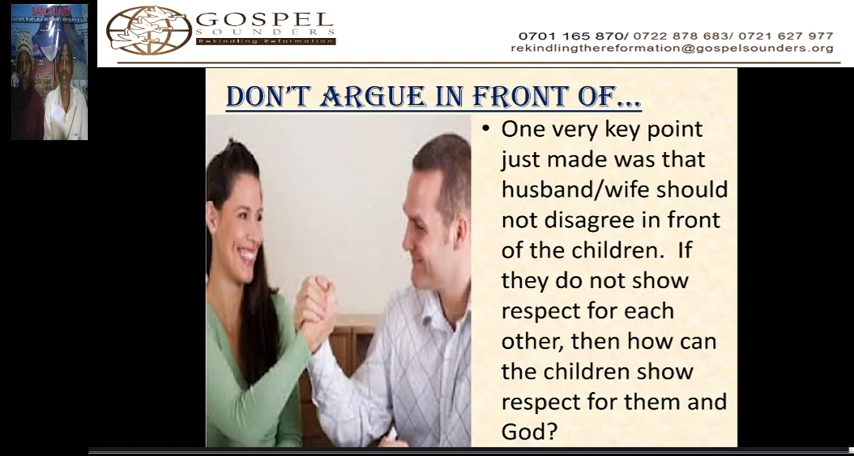 GOSPEL
SOUNDERS
Rekindling Reformation
0701 165 870/ 0722 878 683/ 0721 627 977
rekindlingthereformation@gospelsounders.org
DON'T ARGUE IN FRONT OF...
• One very key point
just made was that
husband/wife should
not disagree in front
of the children. If
they do not show
respect for each
other, then how can
the children show
respect for them and
God?